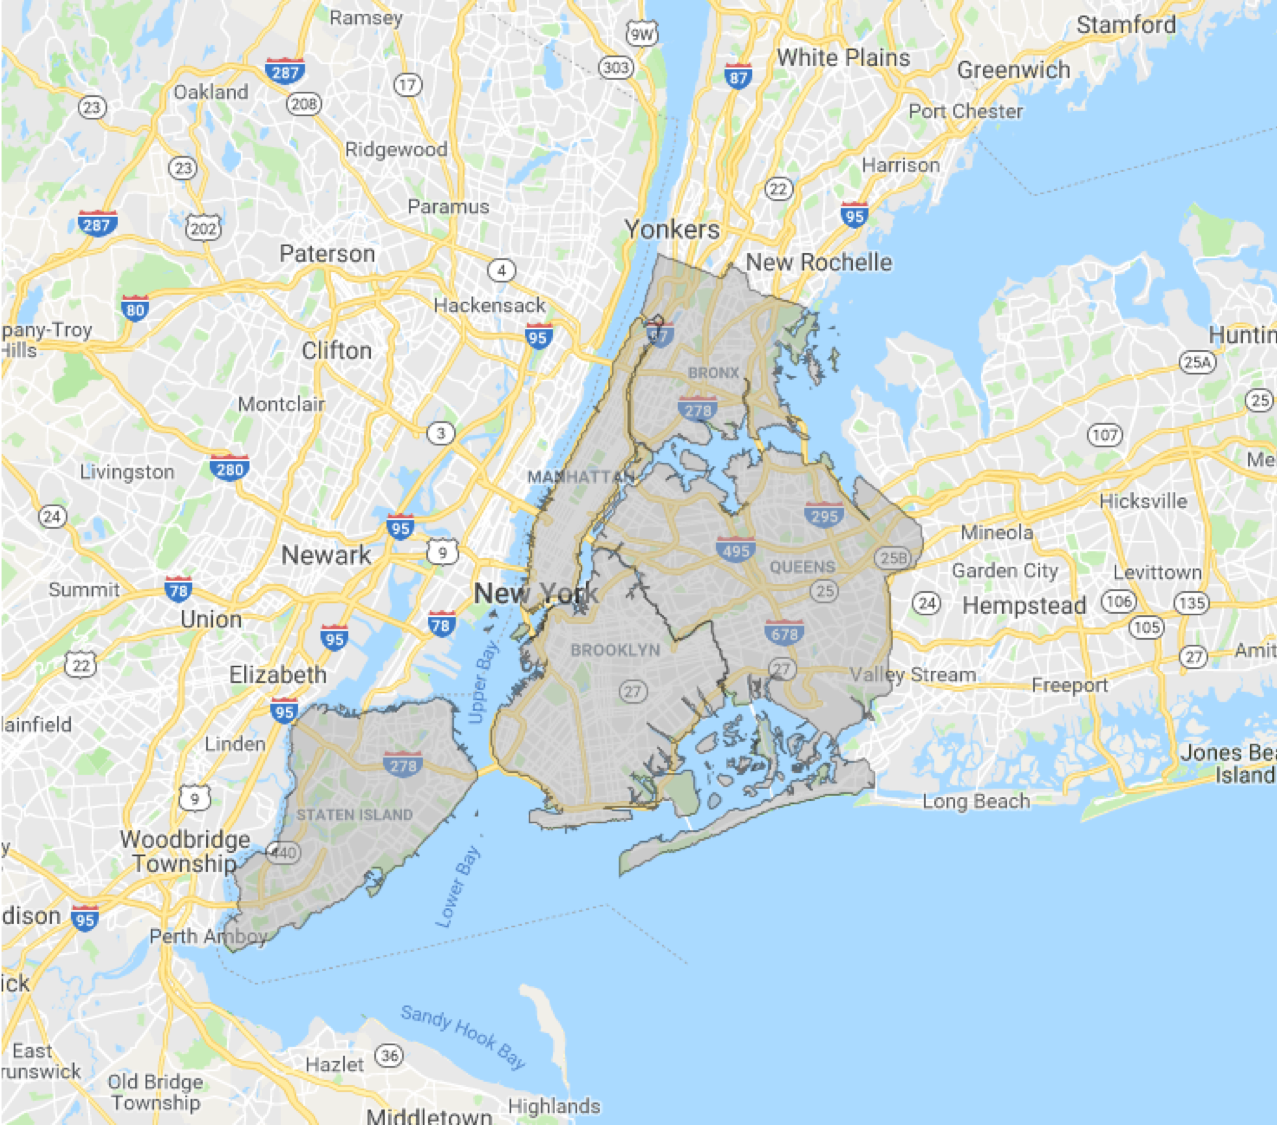 Ramsey
9W
Stamford
303
White Plains
Greenwich
287
87
17
Oakland
208
23
Port Chester
Ridgewood
Harrison
23
22
Paramus
95
287
202
Yonkers
Paterson
New Rochelle
4
80
Hackensack
pany-Troy
Hills
95
87
Huntin
Clifton
25A
BRONX
Montclair
25
278
3
107
Livingston
280
Me
MANHATTAN
24
Hicksville
295
95
Mineola
Newark
9
495
25B
QUEENS
Garden City
Levittown
Summit
78
New York
25
24
Hempstead
106
135
Union
78
105
95
678
BROOKLYN
22
27
Amit
Elizabeth
27
Valley Stream
Upper Bay
Freeport
27
95
lainfield
Linden
Jones Bea
Island
278
9
Long Beach
STATEN ISLAND
Woodbridge
Township
440
y
Lower Bay
dison
95
Perth Amboy
ick
Sandy Hook Bay
East
runswick
Hazlet
36
Old Bridge
Township
Highlands
Middletown